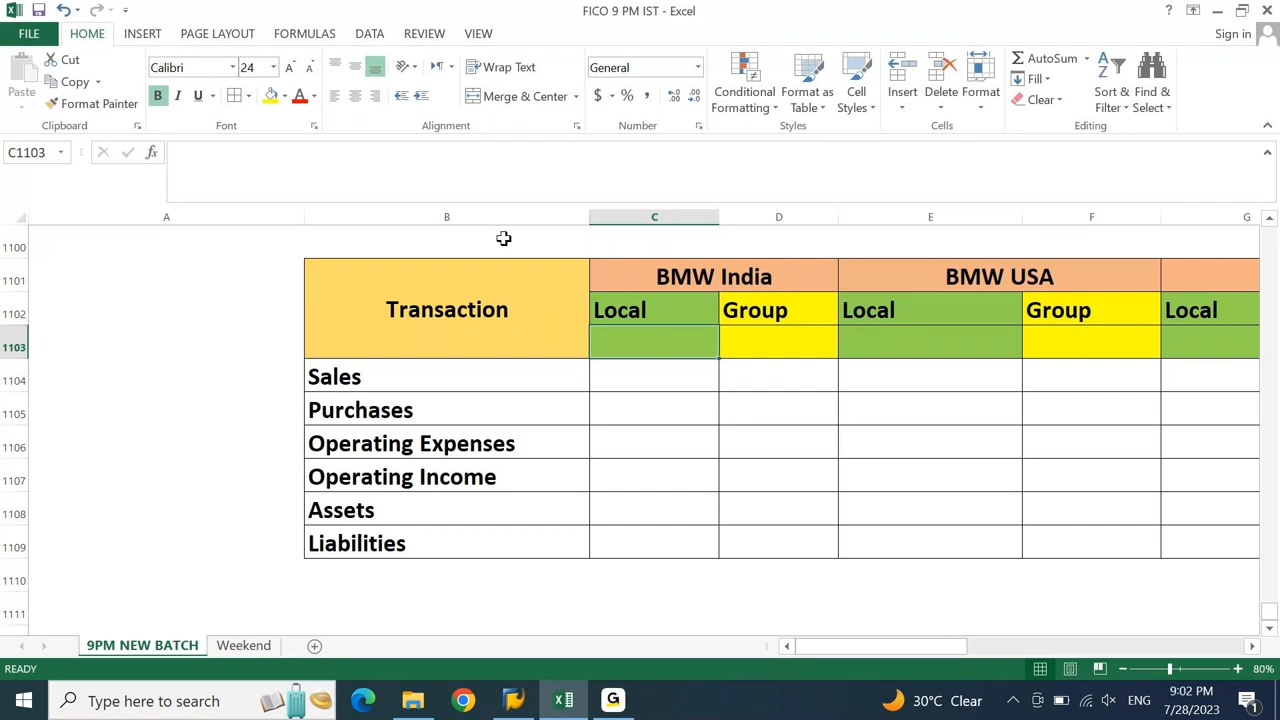 FICO 9 PM IST - Excel
? Sign in
FILE HOME INSERT PAGE LAYOUT FORMULAS DATA REVIEW VIEW
Paste
Cut
Copy
Format Painter
Clipboard
Calibri 24
B I U
Font
Wrap Text
Merge & Center
Alignment
General
$ % ,
Number
Conditional Formatting
Format as Table
Cell Styles
Styles
Insert Delete Format
Cells
AutoSum
Fill
Clear
Sort & Filter
Find & Select
Editing
C1103 fx
A B C D E F G
1100
1101 Transaction BMW India BMW USA
1102 Local Group Local Group Local
1103
1104 Sales
1105 Purchases
1106 Operating Expenses
1107 Operating Income
1108 Assets
1109 Liabilities
1110
1111
9PM NEW BATCH Weekend
READY 80%
Type here to search 30°C Clear ENG 9:02 PM
7/28/2023 1